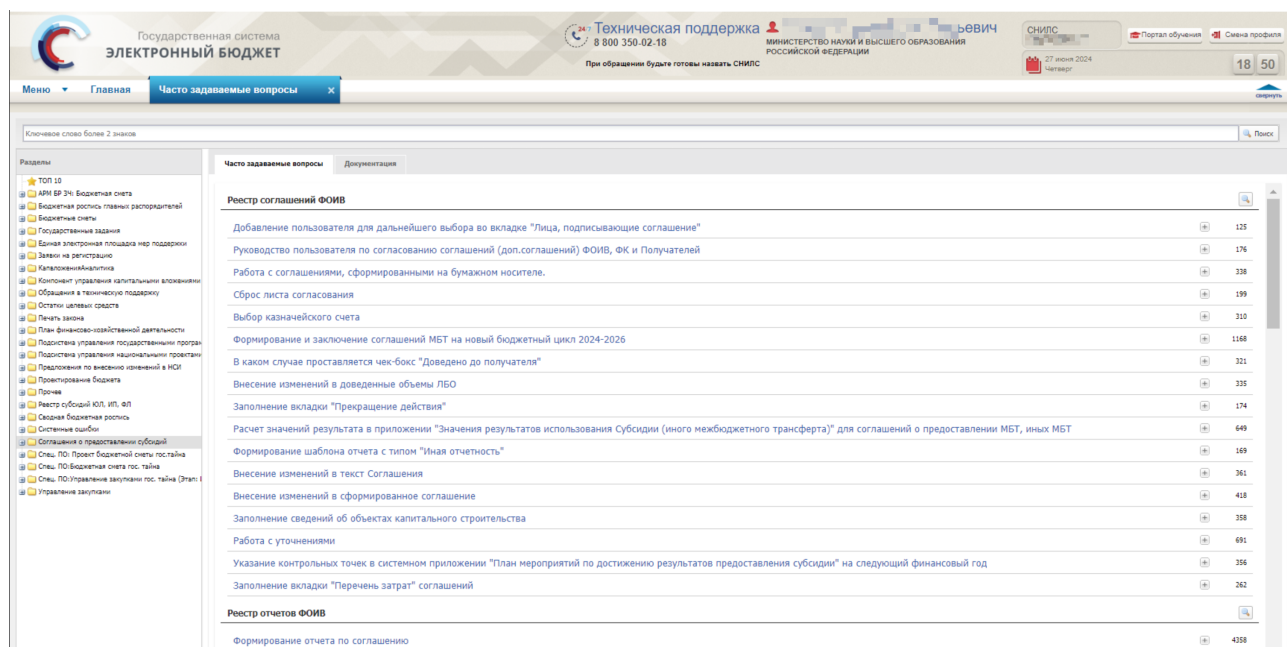 Государственная система
ЭЛЕКТРОННЫЙ БЮДЖЕТ
24/7 Техническая поддержка
8 800 350-02-18
При обращении будьте готовы назвать СНИЛС
ьевич
МИНИСТЕРСТВО НАУКИ И ВЫСШЕГО ОБРАЗОВАНИЯ
РОССИЙСКОЙ ФЕДЕРАЦИИ
СНИЛС
27 июня 2024
Четверг
Портал обучения
Смена профиля
18 50
Меню
Главная
Часто задаваемые вопросы x
свернуть
Ключевое слово более 2 знаков
Поиск
Разделы
ТОП 10
АРМ БР ЗЧ: Бюджетная смета
Бюджетная роспись главных распорядителей
Бюджетные сметы
Государственные задания
Единая электронная площадка мер поддержки
Заявки на регистрацию
КапвложенияАналитика
Компонент управления капитальными вложениями
Обращения в техническую поддержку
Остатки целевых средств
Печать закона
План финансово-хозяйственной деятельности
Подсистема управления государственными програм
Подсистема управления национальными проектами
Предложения по внесению изменений в НСИ
Проектирование бюджета
Прочее
Реестр субсидий ЮЛ, ИП, ФЛ
Сводная бюджетная роспись
Системные ошибки
Соглашения о предоставлении субсидий
Спец. ПО: Проект бюджетной сметы гос.тайна
Спец. ПО:Бюджетная смета гос. тайна
Спец. ПО:Управление закупками гос. тайна (Этап:
Управление закупками
Часто задаваемые вопросы
Документация
Реестр соглашений ФОИВ
Добавление пользователя для дальнейшего выбора во вкладке "Лица, подписывающие соглашение" 125
Руководство пользователя по согласованию соглашений (доп.соглашений) ФОИВ, ФК и Получателей 176
Работа с соглашениями, сформированными на бумажном носителе. 338
Сброс листа согласования 199
Выбор казначейского счета 310
Формирование и заключение соглашений МБТ на новый бюджетный цикл 2024-2026 1168
В каком случае проставляется чек-бокс "Доведено до получателя" 321
Внесение изменений в доведенные объемы ЛБО 335
Заполнение вкладки "Прекращение действия" 174
Расчет значений результата в приложении "Значения результатов использования Субсидии (иного межбюджетного трансферта)" для соглашений о предоставлении МБТ, иных МБТ 649
Формирование шаблона отчета с типом "Иная отчетность" 169
Внесение изменений в текст Соглашения 361
Внесение изменений в сформированное соглашение 418
Заполнение сведений об объектах капитального строительства 358
Работа с уточнениями 691
Указание контрольных точек в системном приложении "План мероприятий по достижению результатов предоставления субсидии" на следующий финансовый год 356
Заполнение вкладки "Перечень затрат" соглашений 262
Реестр отчетов ФОИВ
Формирование отчета по соглашению 4358